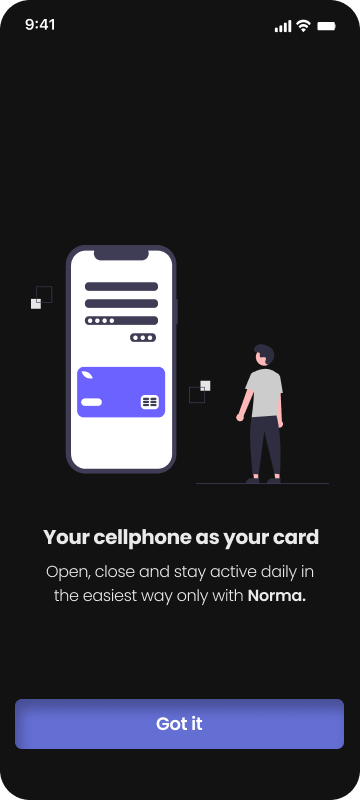 9:41
Your cellphone as your card
Open, close and stay active daily in
the easiest way only with Norma.
Got it